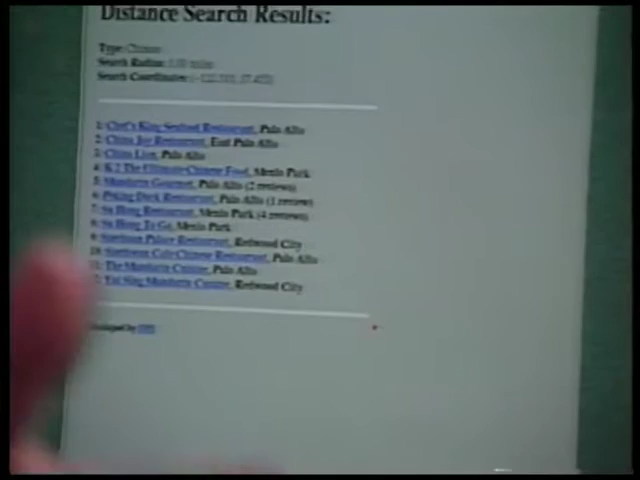 Distance Search Results:
Type: Chinese
Search Radius: miles
Search Coordinates:
1: Chef's King Seafood Restaurant, Palo Alto
2: China Joy Restaurant, East Palo Alto
3: China Lion, Palo Alto
4: K 2 The Ultimate Chinese Food, Menlo Park
5: Mandarin Gourmet, Palo Alto (2 reviews)
6: Peking Duck Restaurant, Palo Alto (1 review)
7: Su Hong Restaurant, Menlo Park (4 reviews)
8: Su Hong To Go, Menlo Park
9: Palace Restaurant, Redwood City
10: Cafe Chinese Restaurant, Palo Alto
11: The Mandarin Cuisine, Palo Alto
12: Yat Sing Mandarin Cuisine, Redwood City